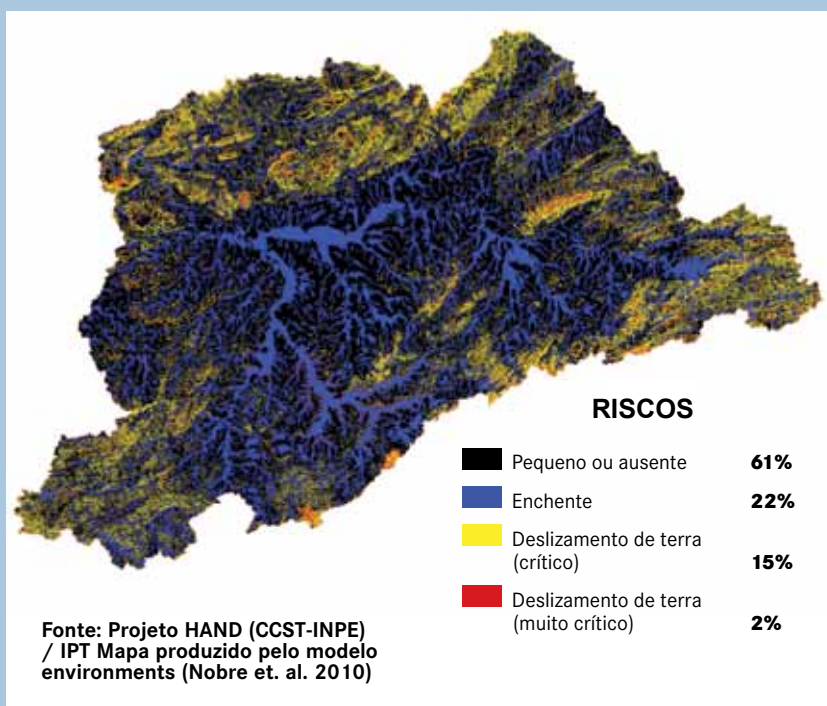 RISCOS
Pequeno ou ausente 61%
Enchente 22%
Deslizamento de terra
(crítico) 15%
Deslizamento de terra
(muito crítico) 2%
Fonte: Projeto HAND (CCST-INPE)
/ IPT Mapa produzido pelo modelo
environments (Nobre et. al. 2010)